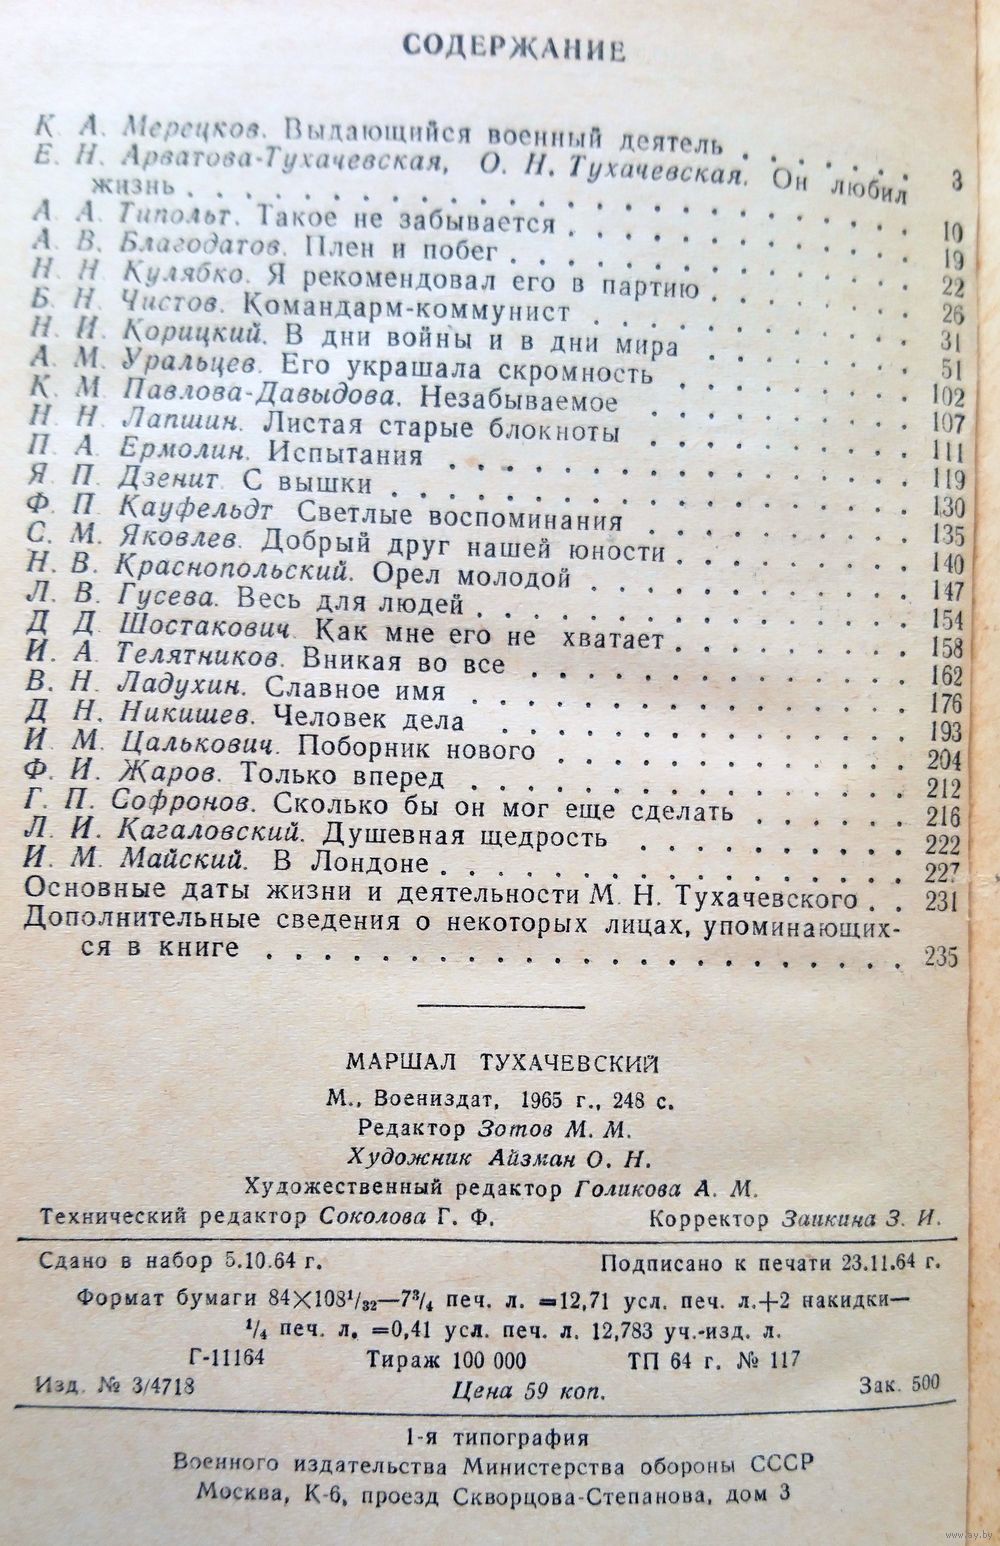 СОДЕРЖАНИЕ
К. А. Мерецков. Выдающийся военный деятель . . . . . . 3
Е. Н. Арватова-Тухачевская, О. Н. Тухачевская. Он любил
жизнь . . . . . . . . . . . . . . . . . . . . 10
А. А. Типольт. Такое не забывается . . . . . . . . . . 19
А. В. Благодатов. Плен и побег . . . . . . . . . . . . 22
Н. Н. Кулябко. Я рекомендовал его в партию . . . . . . 26
Б. Н. Чистов. Командарм-коммунист . . . . . . . . . . 31
Н. И. Корицкий. В дни войны и в дни мира . . . . . . . 51
А. М. Уральцев. Его украшала скромность . . . . . . . . 102
К. М. Павлова-Давыдова. Незабываемое . . . . . . . . . 107
Н. Н. Лапшин. Листая старые блокноты . . . . . . . . . 111
П. А. Ермолин. Испытания . . . . . . . . . . . . . . 119
Я. П. Дзенит. С вышки . . . . . . . . . . . . . . . . 130
Ф. П. Кауфельдт. Светлые воспоминания . . . . . . . . . 135
С. М. Яковлев. Добрый друг нашей юности . . . . . . . . 140
Н. В. Краснопольский. Орел молодой . . . . . . . . . . 147
Л. В. Гусева. Весь для людей . . . . . . . . . . . . . 154
Д. Д. Шостакович. Как мне его не хватает . . . . . . . . 158
И. А. Телятников. Вникая во все . . . . . . . . . . . . 162
В. Н. Ладухин. Славное имя . . . . . . . . . . . . . . 176
Д. Н. Никишев. Человек дела . . . . . . . . . . . . . 193
И. М. Цалькович. Поборник нового . . . . . . . . . . . 204
Ф. И. Жаров. Только вперед . . . . . . . . . . . . . . 212
Г. П. Софронов. Сколько бы он мог еще сделать . . . . . . 216
Л. И. Кагаловский. Душевная щедрость . . . . . . . . . 222
И. М. Майский. В Лондоне . . . . . . . . . . . . . . . 227
Основные даты жизни и деятельности М. Н. Тухачевского . . 231
Дополнительные сведения о некоторых лицах, упоминающих-
ся в книге . . . . . . . . . . . . . . . . . . . 235
МАРШАЛ ТУХАЧЕВСКИЙ
М., Воениздат, 1965 г., 248 с.
Редактор Зотов М. М.
Художник Айзман О. Н.
Художественный редактор Голикова А. М.
Технический редактор Соколова Г. Ф. Корректор Заикина З. И.
Сдано в набор 5.10.64 г. Подписано к печати 23.11.64 г.
Формат бумаги 84×108¹/₃₂—7³/₄ печ. л. =12,71 усл. печ. л.+2 накидки—
¹/₄ печ. л. =0,41 усл. печ. л. 12,783 уч.-изд. л.
Г-11164 Тираж 100 000 ТП 64 г. № 117
Изд. № 3/4718 Цена 59 коп. Зак. 500
1-я типография
Военного издательства Министерства обороны СССР
Москва, К-6, проезд Скворцова-Степанова, дом 3
www.ay.by